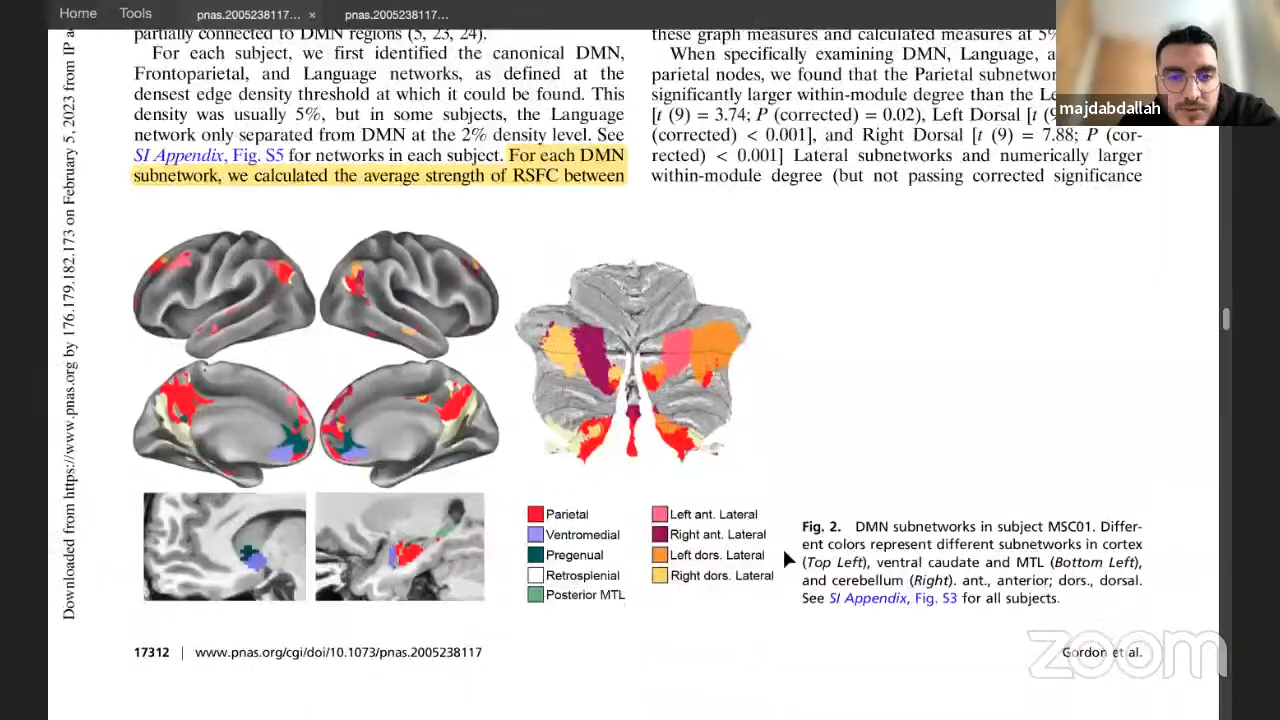 Home
Tools
pnas.2005238117...
×
pnas.2005238117...
majdabdallah
Downloaded from https://www.pnas.org by 176.179.182.173 on February 5, 2023 from IP a
partially connected to DMN regions (5, 23, 24).
For each subject, we first identified the canonical DMN,
Frontoparietal, and Language networks, as defined at the
densest edge density threshold at which it could be found. This
density was usually 5%, but in some subjects, the Language
network only separated from DMN at the 2% density level. See
SI Appendix, Fig. S5 for networks in each subject. For each DMN
subnetwork, we calculated the average strength of RSFC between
these graph measures and calculated measures at 5%
When specifically examining DMN, Language, a
parietal nodes, we found that the Parietal subnetwor
significantly larger within-module degree than the Le
[t (9) = 3.74; P (corrected) = 0.02), Left Dorsal [t (9
(corrected) < 0.001], and Right Dorsal [t (9) = 7.88; P (cor-
rected) < 0.001] Lateral subnetworks and numerically larger
within-module degree (but not passing corrected significance
Parietal
Ventromedial
Pregenual
Retrosplenial
Posterior MTL
Left ant. Lateral
Right ant. Lateral
Left dors. Lateral
Right dors. Lateral
Fig. 2. DMN subnetworks in subject MSC01. Differ-
ent colors represent different subnetworks in cortex
(Top Left), ventral caudate and MTL (Bottom Left),
and cerebellum (Right). ant., anterior; dors., dorsal.
See SI Appendix, Fig. S3 for all subjects.
17312 | www.pnas.org/cgi/doi/10.1073/pnas.2005238117
Gordon et al.
zoom